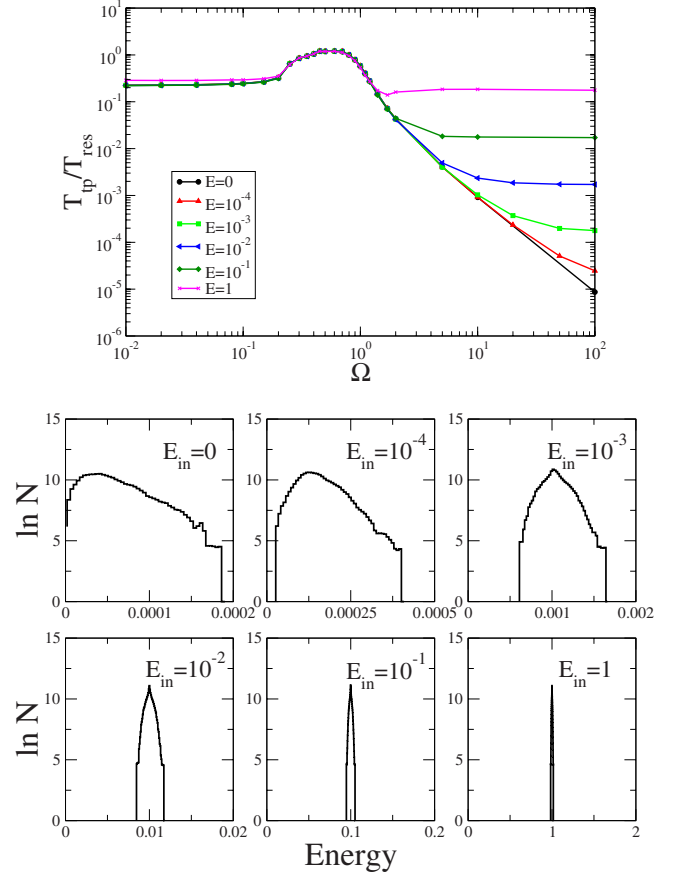 10^1
10^0
10^-1
10^-2
10^-3
10^-4
10^-5
10^-6
T_tp/T_res
E=0
E=10^-4
E=10^-3
E=10^-2
E=10^-1
E=1
10^-2 10^-1 10^0 10^1 10^2
Ω
15 15 15
E_in=0 E_in=10^-4 E_in=10^-3
10 10 10
ln N
5 5 5
0 0 0
0 0.0001 0.0002 0 0.00025 0.0005 0 0.001 0.002
15 15 15
E_in=10^-2 E_in=10^-1 E_in=1
10 10 10
ln N
5 5 5
0 0 0
0 0.01 0.02 0 0.1 0.2 0 1 2
Energy